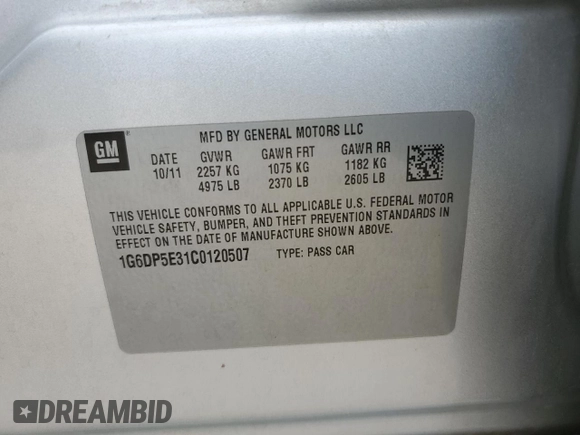 GM
MFD BY GENERAL MOTORS LLC
DATE GVWR GAWR FRT GAWR RR
10/11 2257 KG 1075 KG 1182 KG
4975 LB 2370 LB 2605 LB
THIS VEHICLE CONFORMS TO ALL APPLICABLE U.S. FEDERAL MOTOR
VEHICLE SAFETY, BUMPER, AND THEFT PREVENTION STANDARDS IN
EFFECT ON THE DATE OF MANUFACTURE SHOWN ABOVE.
1G6DP5E31C0120507 TYPE: PASS CAR
DREAMBID